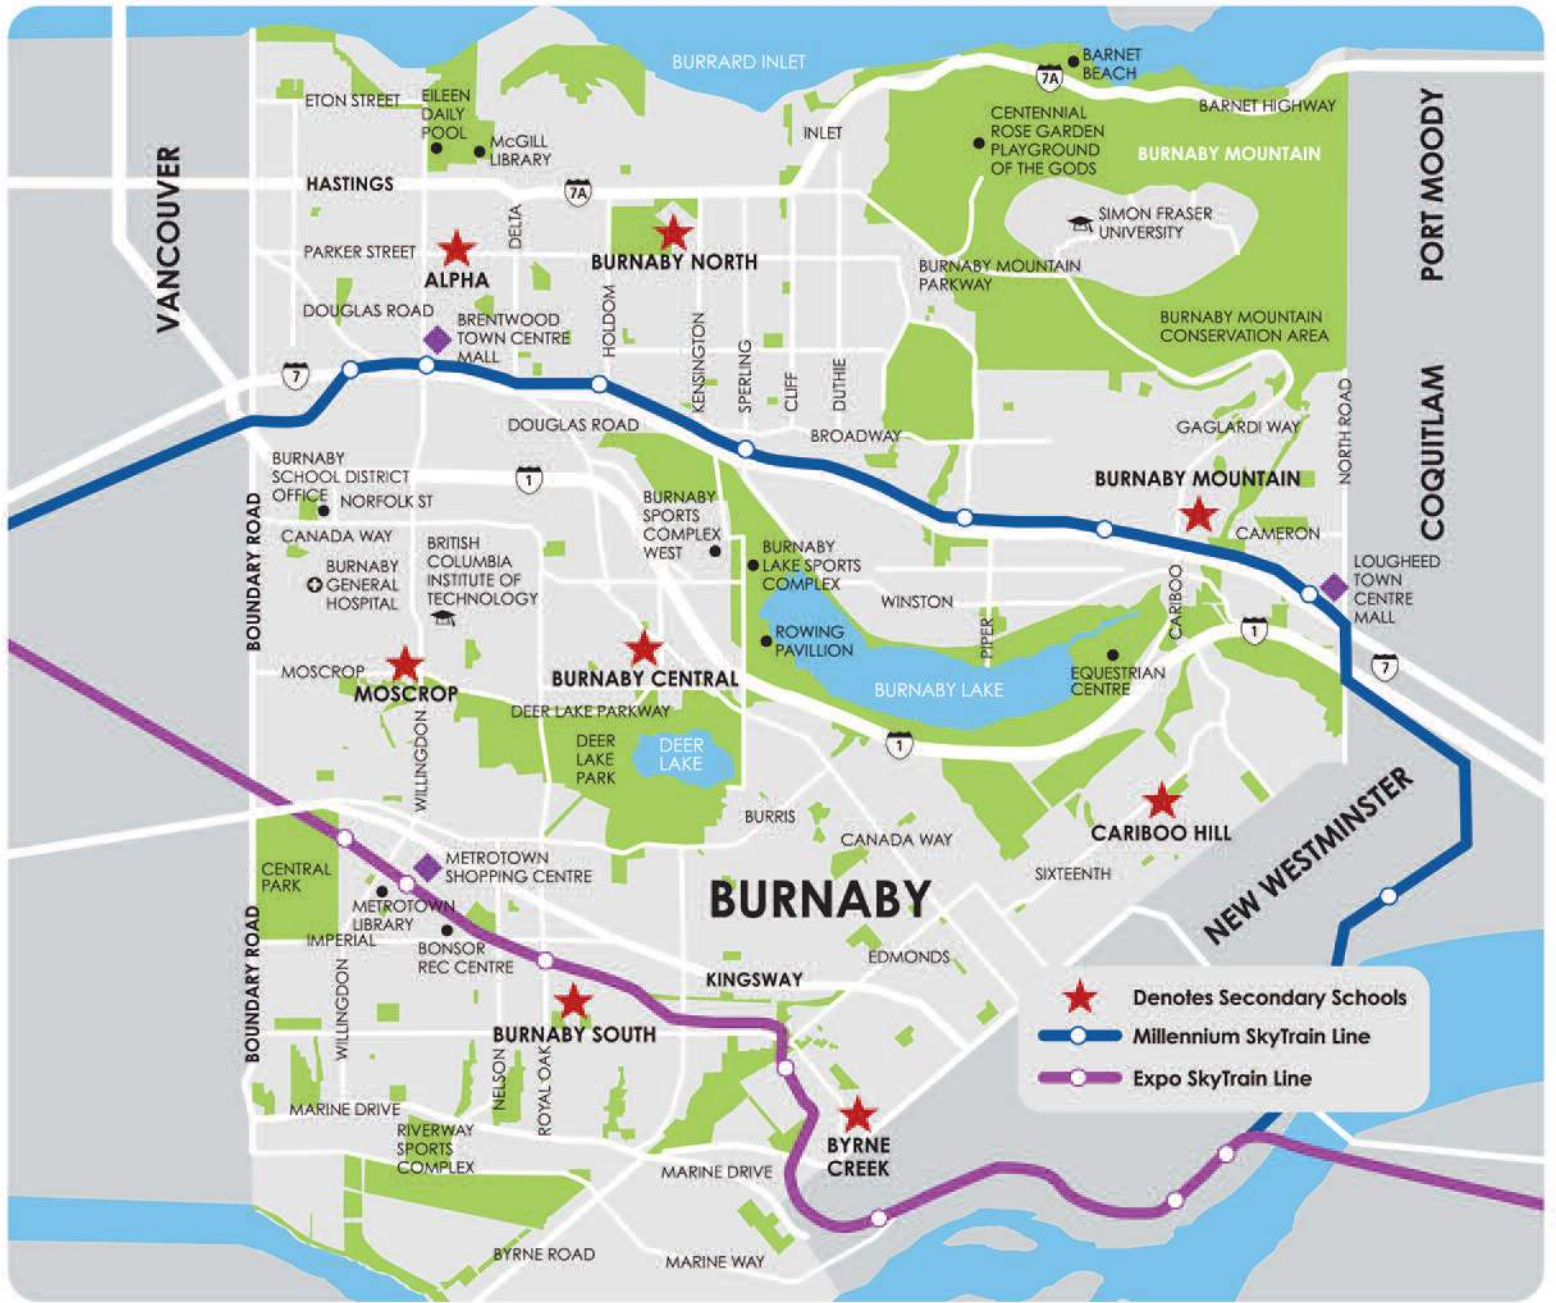 BURRARD INLET
BARNET
BEACH
7A
BARNET HIGHWAY
ETON STREET
EILEEN
DAILY
POOL
McGILL
LIBRARY
INLET
CENTENNIAL
ROSE GARDEN
PLAYGROUND
OF THE GODS
BURNABY MOUNTAIN
PORT MOODY
VANCOUVER
HASTINGS
7A
SIMON FRASER
UNIVERSITY
DELTA
PARKER STREET
ALPHA
BURNABY NORTH
BURNABY MOUNTAIN
PARKWAY
DOUGLAS ROAD
BRENTWOOD
TOWN CENTRE
MALL
HOLDOM
KENSINGTON
SPERLING
CLIFF
DUTHIE
BURNABY MOUNTAIN
CONSERVATION AREA
7
COQUITLAM
NORTH ROAD
DOUGLAS ROAD
BROADWAY
GAGLARDI WAY
BURNABY
SCHOOL DISTRICT
OFFICE
NORFOLK ST
1
BURNABY MOUNTAIN
BURNABY
SPORTS
COMPLEX
WEST
CANADA WAY
CAMERON
BOUNDARY ROAD
BURNABY
GENERAL
HOSPITAL
BRITISH
COLUMBIA
INSTITUTE OF
TECHNOLOGY
BURNABY
LAKE SPORTS
COMPLEX
LOUGHEED
TOWN
CENTRE
MALL
WINSTON
CARIBOO
PIPER
1
ROWING
PAVILLION
MOSCROP
MOSCROP
BURNABY CENTRAL
BURNABY LAKE
EQUESTRIAN
CENTRE
7
DEER LAKE PARKWAY
WILLINGDON
DEER
LAKE
PARK
DEER
LAKE
1
BURRIS
CANADA WAY
CARIBOO HILL
SIXTEENTH
NEW WESTMINSTER
CENTRAL
PARK
METROTOWN
SHOPPING CENTRE
BURNABY
METROTOWN
LIBRARY
IMPERIAL
BONSOR
REC CENTRE
EDMONDS
KINGSWAY
BOUNDARY ROAD
WILLINGDON
BURNABY SOUTH
NELSON
ROYAL OAK
Denotes Secondary Schools
Millennium SkyTrain Line
Expo SkyTrain Line
MARINE DRIVE
RIVERWAY
SPORTS
COMPLEX
BYRNE
CREEK
MARINE DRIVE
BYRNE ROAD
MARINE WAY